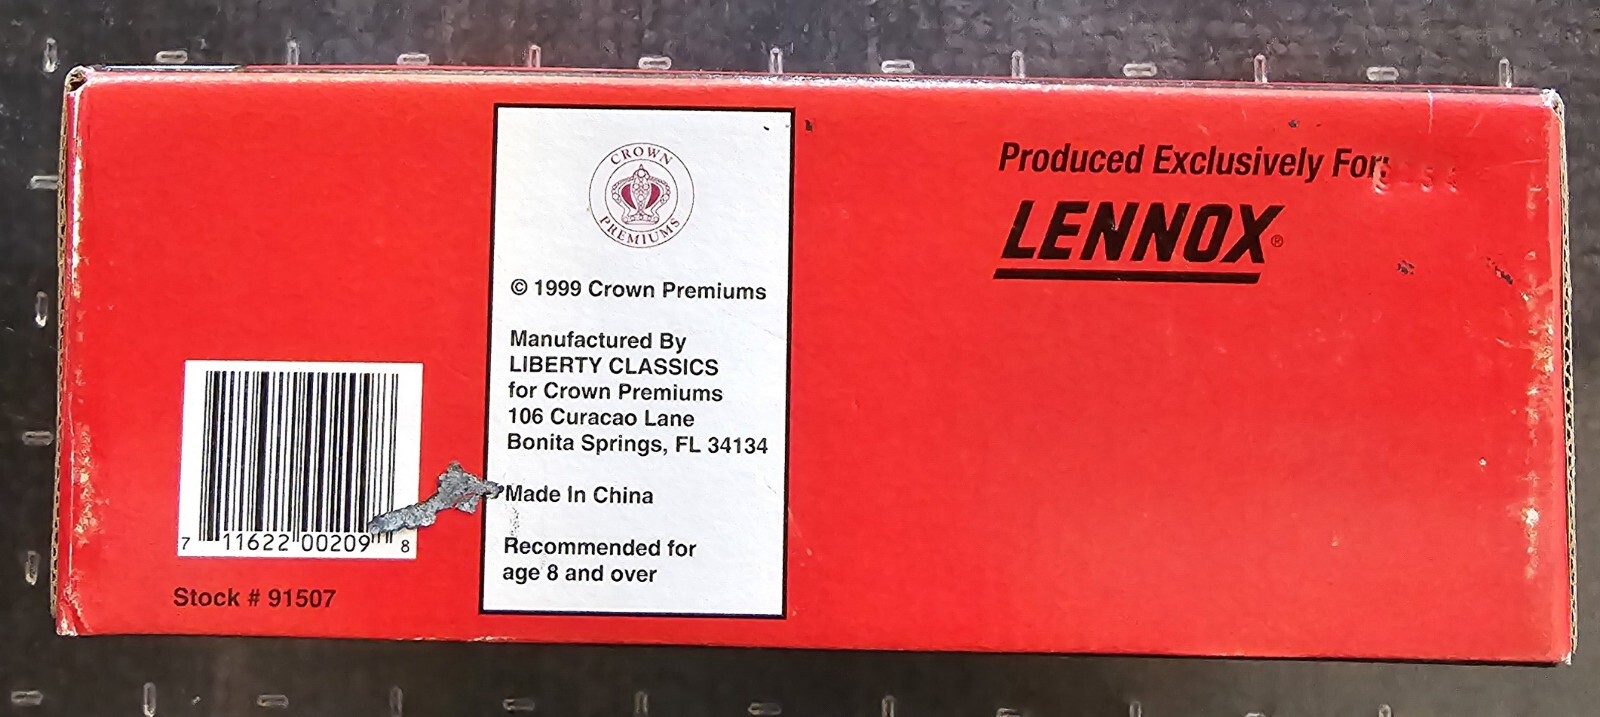 CROWN
PREMIUMS
© 1999 Crown Premiums
Manufactured By
LIBERTY CLASSICS
for Crown Premiums
106 Curacao Lane
Bonita Springs, FL 34134
Made In China
Recommended for
age 8 and over
7 11622 00209 8
Stock # 91507
Produced Exclusively For:
LENNOX®